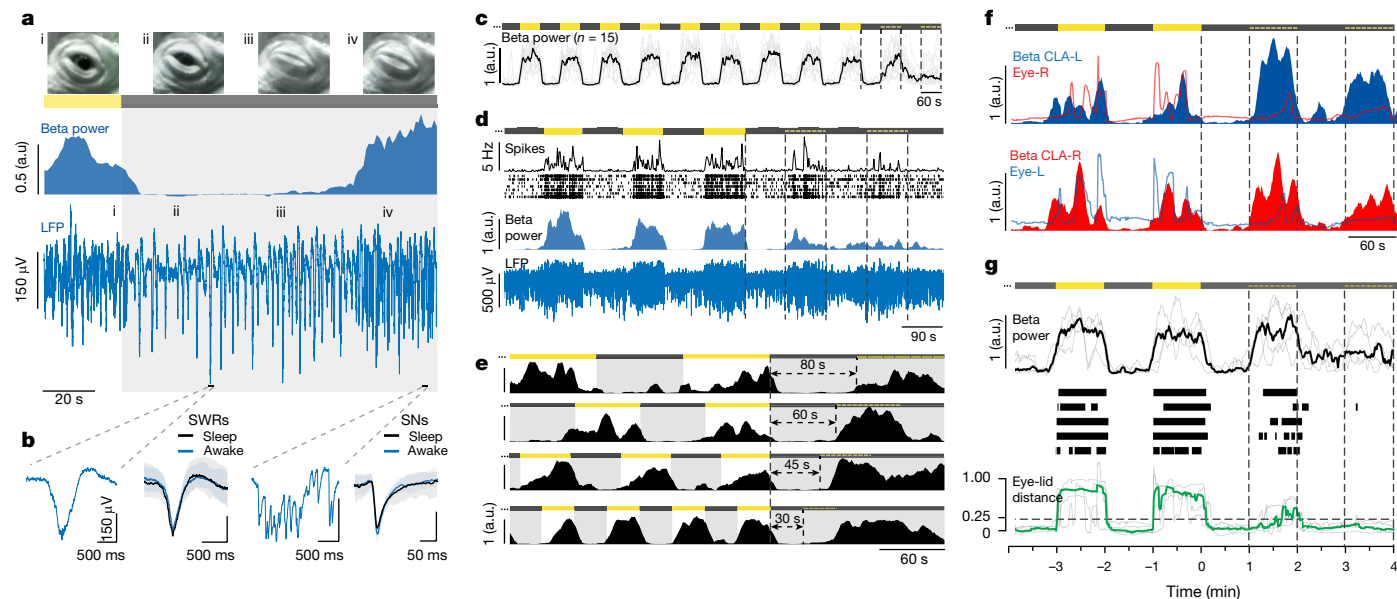 a
i
ii
iii
iv
Beta power
0.5 (a.u)
i
ii
iii
iv
LFP
150 µV
20 s
b
SWRs
Sleep
Awake
SNs
Sleep
Awake
150 µV
500 ms
500 ms
500 ms
50 ms
c
Beta power (n = 15)
1 (a.u.)
60 s
d
Spikes
5 Hz
Beta
power
1 (a.u.)
LFP
500 µV
90 s
e
80 s
60 s
45 s
30 s
1 (a.u.)
60 s
f
Beta CLA-L
Eye-R
1 (a.u.)
Beta CLA-R
Eye-L
1 (a.u.)
60 s
g
Beta
power
1 (a.u.)
Eye-lid
distance
1.00
0.25
0
−3
−2
−1
0
1
2
3
4
Time (min)